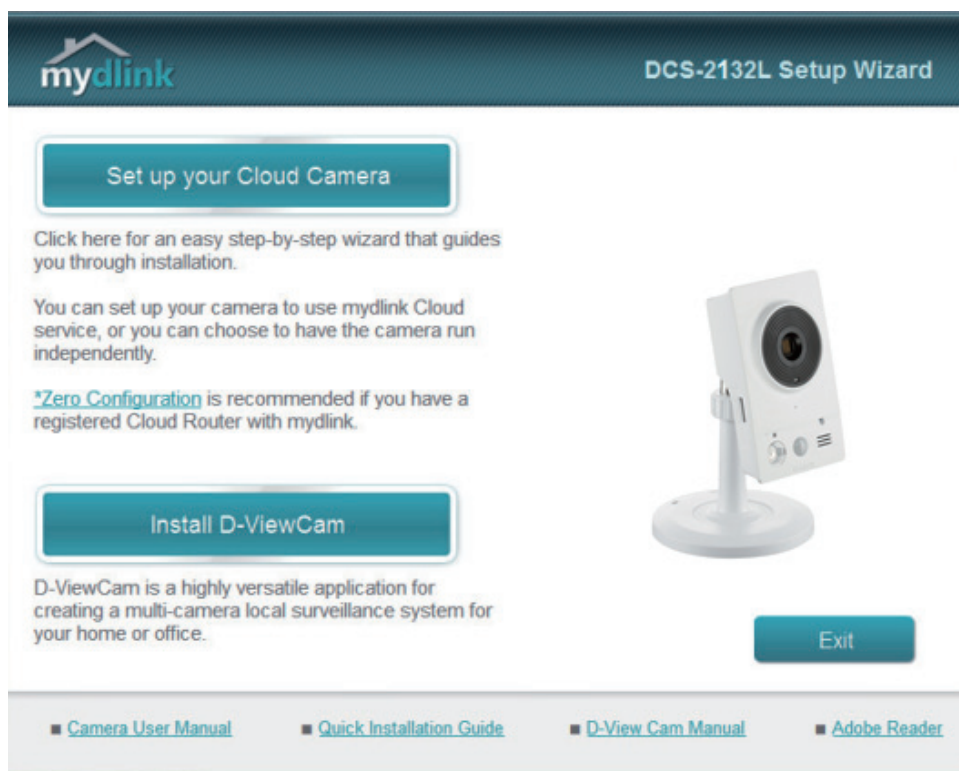 mydlink
DCS-2132L Setup Wizard
Set up your Cloud Camera
Click here for an easy step-by-step wizard that guides
you through installation.
You can set up your camera to use mydlink Cloud
service, or you can choose to have the camera run
independently.
*Zero Configuration is recommended if you have a
registered Cloud Router with mydlink.
Install D-ViewCam
D-ViewCam is a highly versatile application for
creating a multi-camera local surveillance system for
your home or office.
Exit
Camera User Manual
Quick Installation Guide
D-View Cam Manual
Adobe Reader